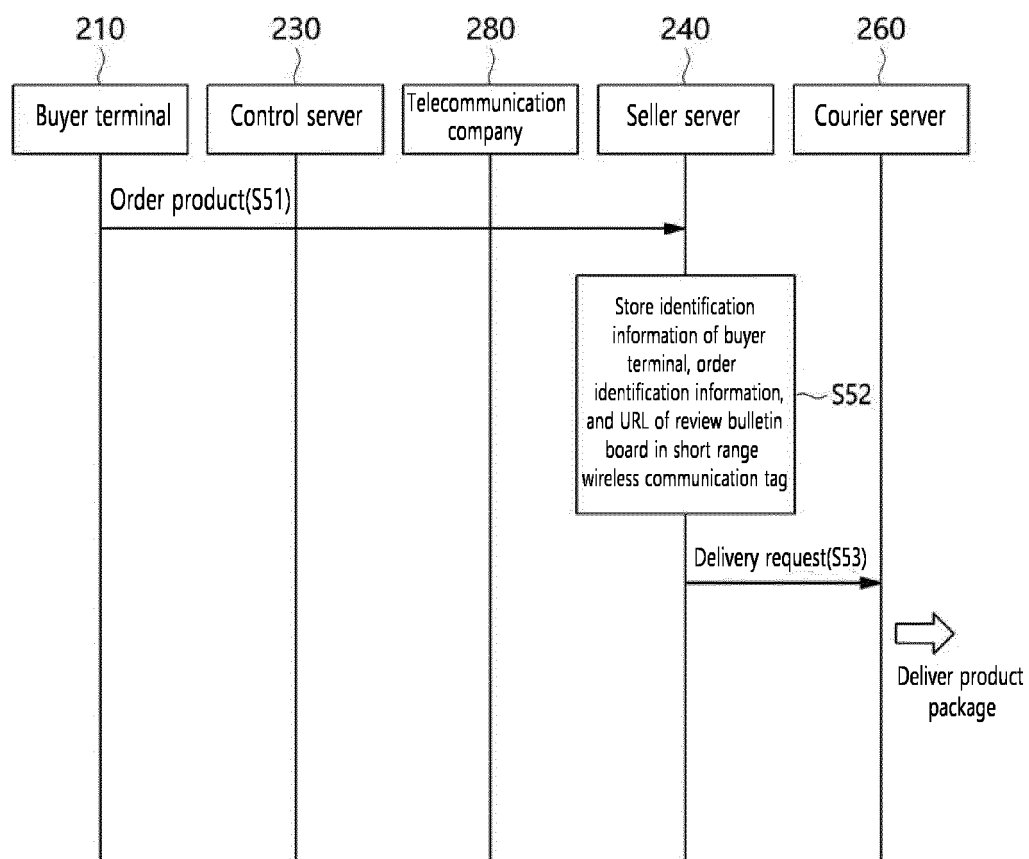 210
230
280
240
260
Buyer terminal
Control server
Telecommunication
company
Seller server
Courier server
Order product(S51)
Store identification
information of buyer
terminal, order
identification information,
and URL of review bulletin
board in short range
wireless communication tag
S52
Delivery request(S53)
Deliver product
package